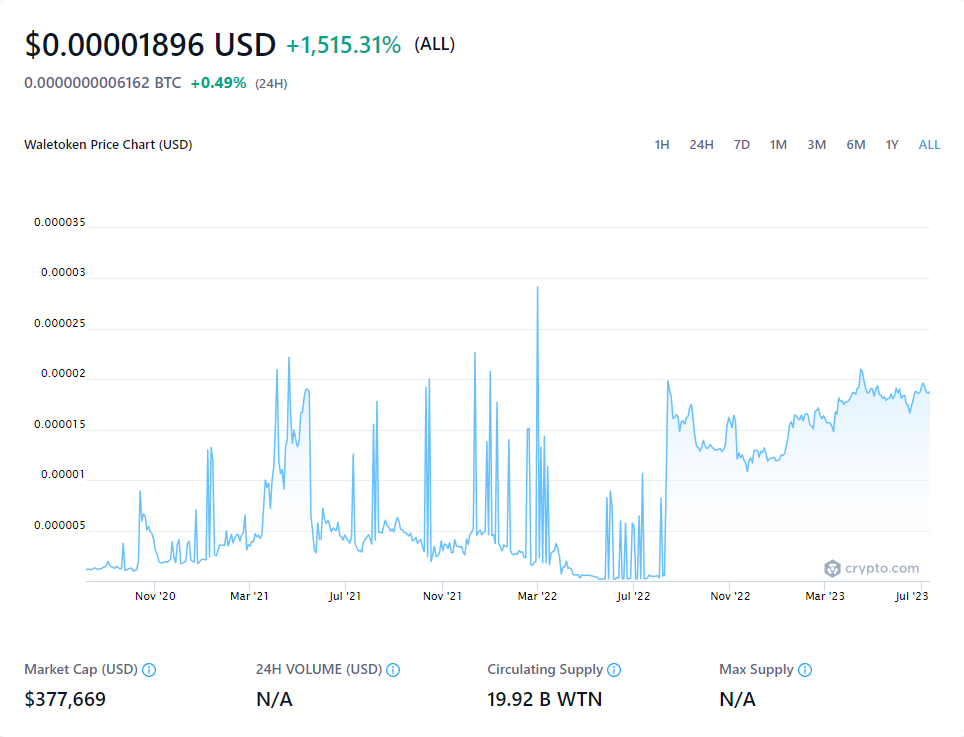 $0.00001896 USD +1,515.31% (ALL)
0.0000000006162 BTC +0.49% (24H)
Waletoken Price Chart (USD) 1H 24H 7D 1M 3M 6M 1Y ALL
0.000035
0.00003
0.000025
0.00002
0.000015
0.00001
0.000005
crypto.com
Nov '20 Mar '21 Jul '21 Nov '21 Mar '22 Jul '22 Nov '22 Mar '23 Jul '23
Market Cap (USD) 24H VOLUME (USD) Circulating Supply Max Supply
$377,669 N/A 19.92 B WTN N/A